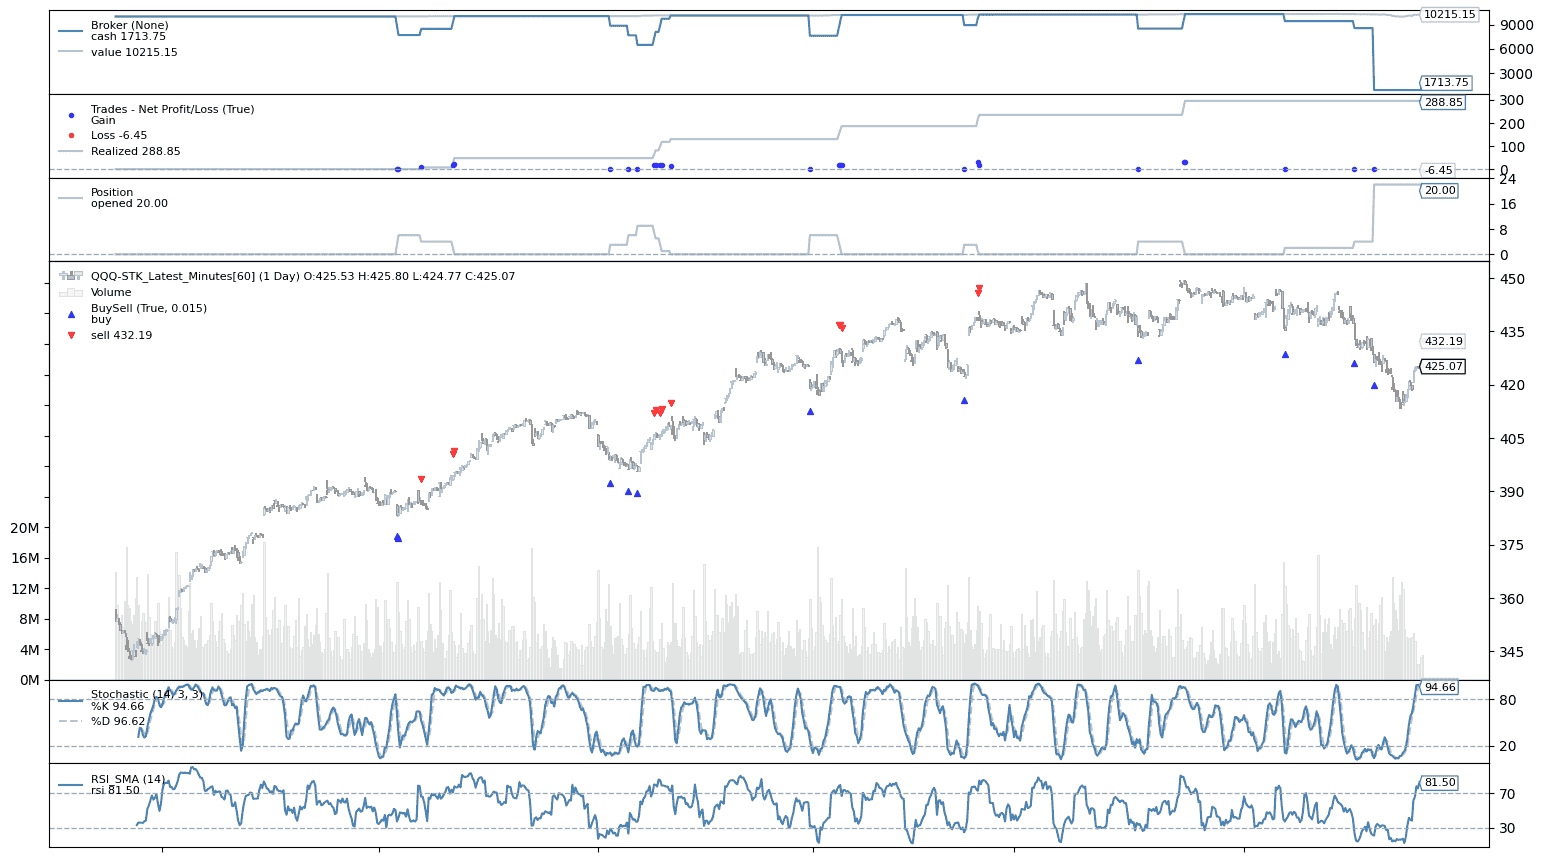 Broker (None)
cash 1713.75
value 10215.15
10215.15
9000
6000
3000
1713.75
Trades - Net Profit/Loss (True)
Gain
Loss -6.45
Realized 288.85
300
288.85
200
100
0
-6.45
Position
opened 20.00
24
20.00
16
8
0
QQQ-STK_Latest_Minutes[60] (1 Day) O:425.53 H:425.80 L:424.77 C:425.07
Volume
BuySell (True, 0.015)
buy
sell 432.19
450
435
432.19
425.07
420
405
390
375
360
345
20M
16M
12M
8M
4M
0M
Stochastic (14, 3, 3)
%K 94.66
%D 96.62
94.66
80
20
RSI_SMA (14)
rsi 81.50
81.50
70
30